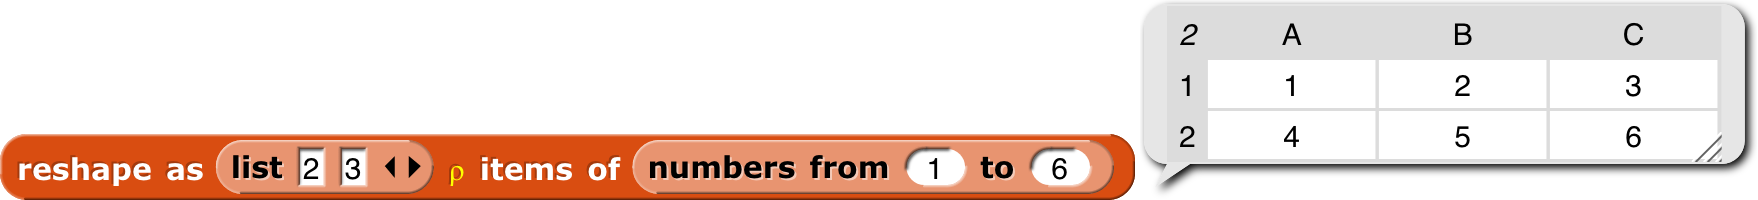 2 A B C
1 1 2 3
2 4 5 6
reshape as list 2 3 ρ items of numbers from 1 to 6